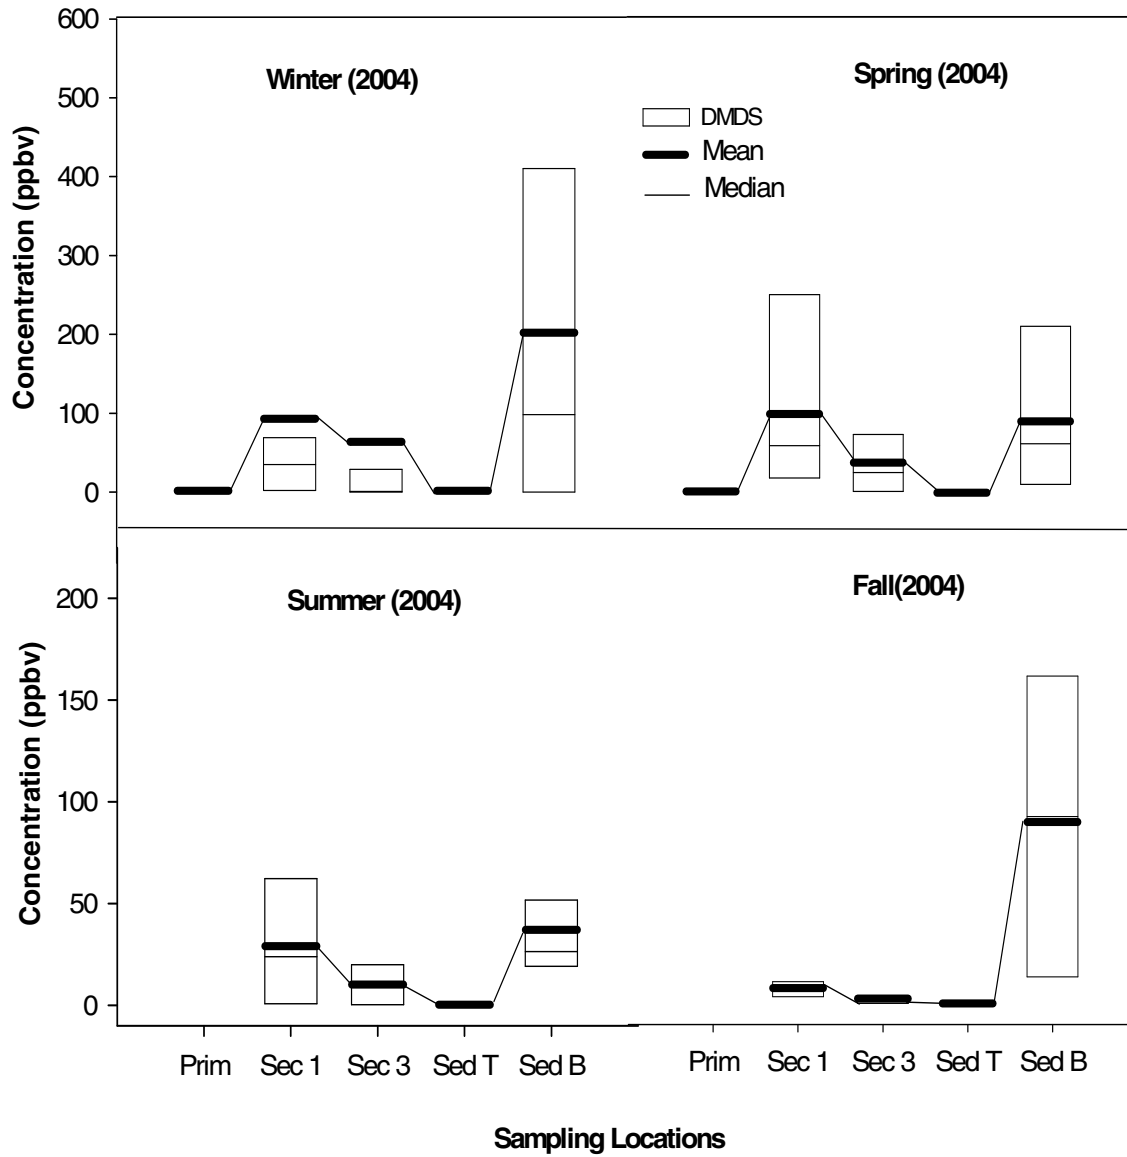 600
500
400
300
200
100
0
Concentration (ppbv)
Winter (2004)
Spring (2004)
DMDS
Mean
Median
200
150
100
50
0
Concentration (ppbv)
Summer (2004)
Fall(2004)
Prim Sec 1 Sec 3 Sed T Sed B
Prim Sec 1 Sec 3 Sed T Sed B
Sampling Locations